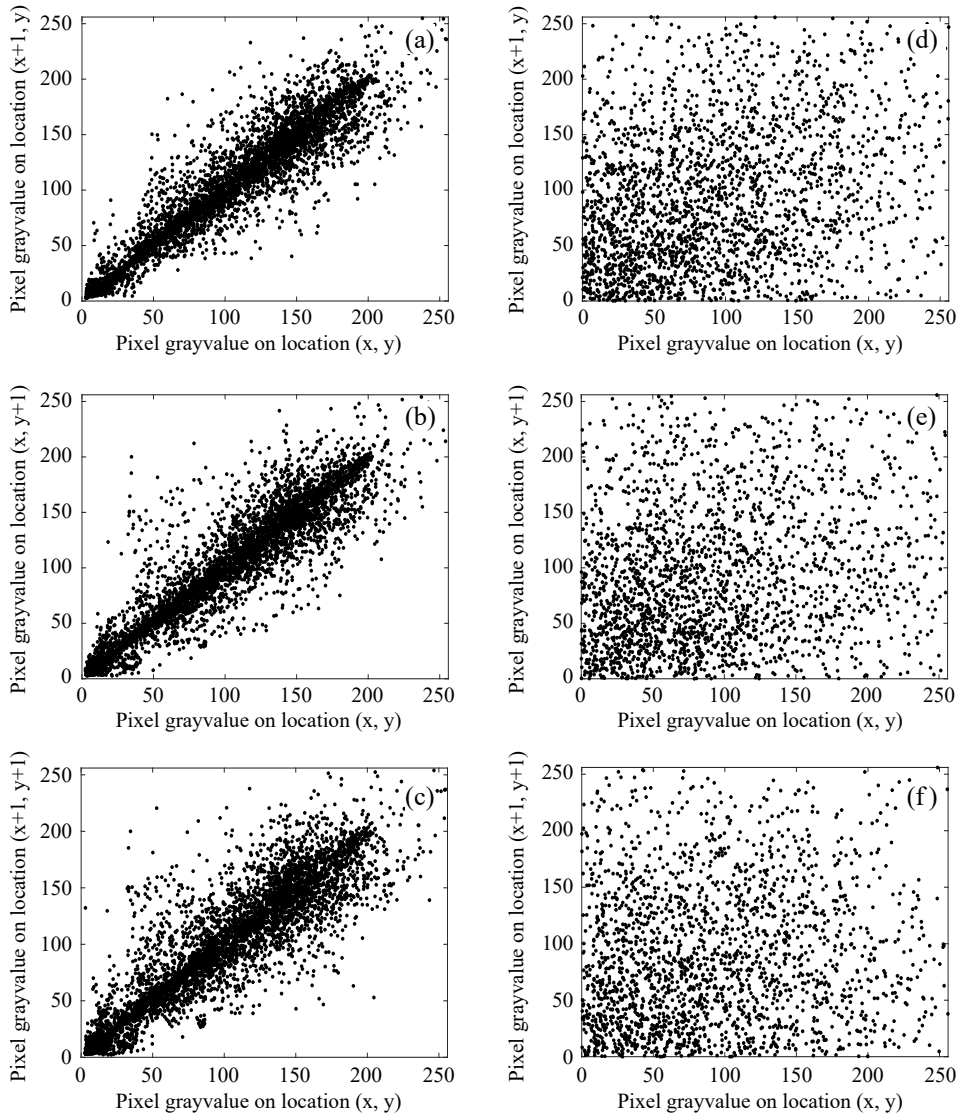 Pixel grayvalue on location (x+1, y)
250
200
150
100
50
0
(a)
0 50 100 150 200 250
Pixel grayvalue on location (x, y)
Pixel grayvalue on location (x+1, y)
250
200
150
100
50
0
(d)
0 50 100 150 200 250
Pixel grayvalue on location (x, y)
Pixel grayvalue on location (x, y+1)
250
200
150
100
50
0
(b)
0 50 100 150 200 250
Pixel grayvalue on location (x, y)
Pixel grayvalue on location (x, y+1)
250
200
150
100
50
0
(e)
0 50 100 150 200 250
Pixel grayvalue on location (x, y)
Pixel grayvalue on location (x+1, y+1)
250
200
150
100
50
0
(c)
0 50 100 150 200 250
Pixel grayvalue on location (x, y)
Pixel grayvalue on location (x+1, y+1)
250
200
150
100
50
0
(f)
0 50 100 150 200 250
Pixel grayvalue on location (x, y)